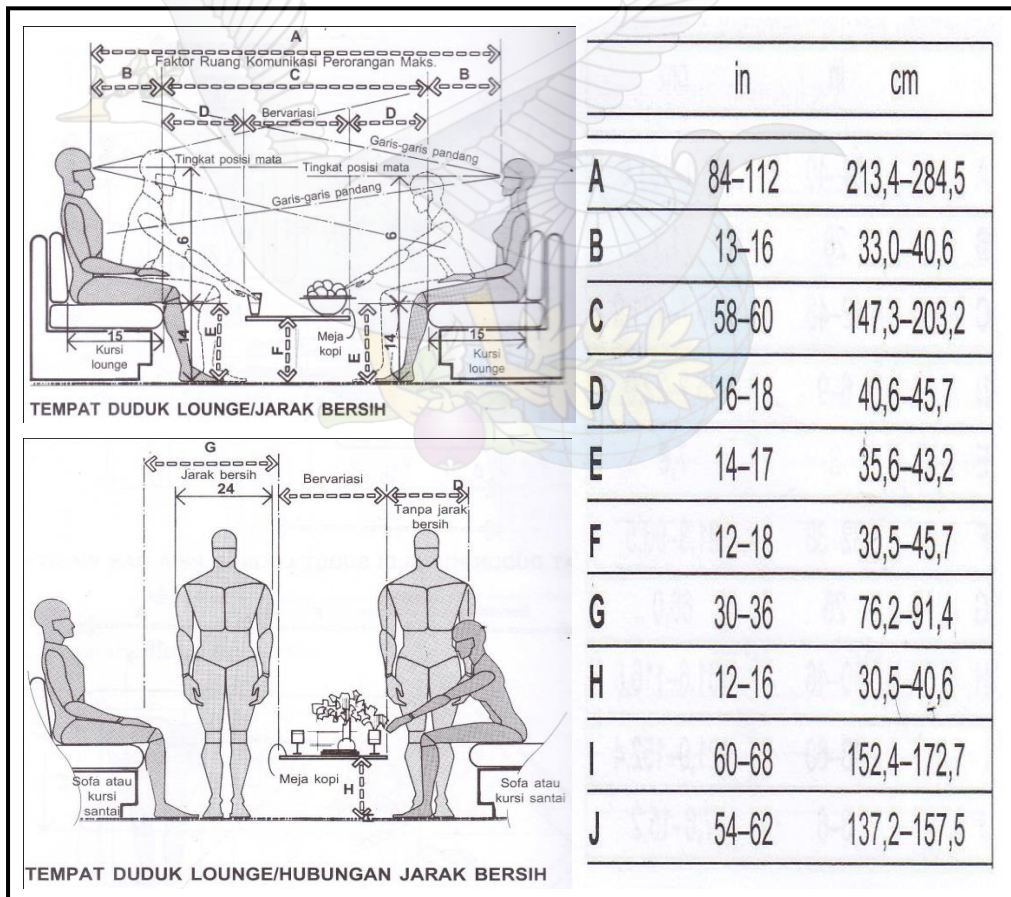 A
Faktor Ruang Komunikasi Perorangan Maks.
B C B
D Bervariasi D
Garis-garis pandang
Tingkat posisi mata Tingkat posisi mata
Garis-garis pandang
6 6
E F E
Meja kopi
15 14 14 15
Kursi lounge
Kursi lounge
TEMPAT DUDUK LOUNGE/JARAK BERSIH
G
Jarak bersih
24
Bervariasi
D
Tanpa jarak bersih
Meja kopi
H
Sofa atau kursi santai
Sofa atau kursi santai
TEMPAT DUDUK LOUNGE/HUBUNGAN JARAK BERSIH
in cm
A 84–112 213,4–284,5
B 13–16 33,0–40,6
C 58–60 147,3–203,2
D 16–18 40,6–45,7
E 14–17 35,6–43,2
F 12–18 30,5–45,7
G 30–36 76,2–91,4
H 12–16 30,5–40,6
I 60–68 152,4–172,7
J 54–62 137,2–157,5